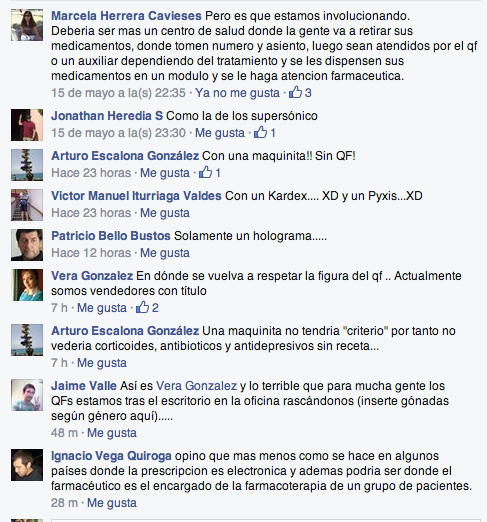 Marcela Herrera Cavieses Pero es que estamos involucionando.
Deberia ser mas un centro de salud donde la gente va a retirar sus
medicamentos, donde tomen numero y asiento, luego sean atendidos por el qf
o un auxiliar dependiendo del tratamiento y se les dispensen sus
medicamentos en un modulo y se le haga atencion farmaceutica.
15 de mayo a la(s) 22:35 · Ya no me gusta · 3
Jonathan Heredia S Como la de los supersónico
15 de mayo a la(s) 23:30 · Me gusta · 1
Arturo Escalona González Con una maquinita!! Sin QF!
Hace 23 horas · Me gusta · 1
Victor Manuel Iturriaga Valdes Con un Kardex.... XD y un Pyxis...XD
Hace 23 horas · Me gusta
Patricio Bello Bustos Solamente un holograma.....
Hace 12 horas · Me gusta
Vera Gonzalez En dónde se vuelva a respetar la figura del qf .. Actualmente
somos vendedores con título
7 h · Me gusta · 2
Arturo Escalona González Una maquinita no tendria "criterio" por tanto no
vederia corticoides, antibioticos y antidepresivos sin receta...
7 h · Me gusta
Jaime Valle Así es Vera Gonzalez y lo terrible que para mucha gente los
QFs estamos tras el escritorio en la oficina rascándonos (inserte gónadas
según género aquí).....
48 m · Me gusta
Ignacio Vega Quiroga opino que mas menos como se hace en algunos
países donde la prescripcion es electronica y ademas podria ser donde el
farmacéutico es el encargado de la farmacoterapia de un grupo de pacientes.
28 m · Me gusta